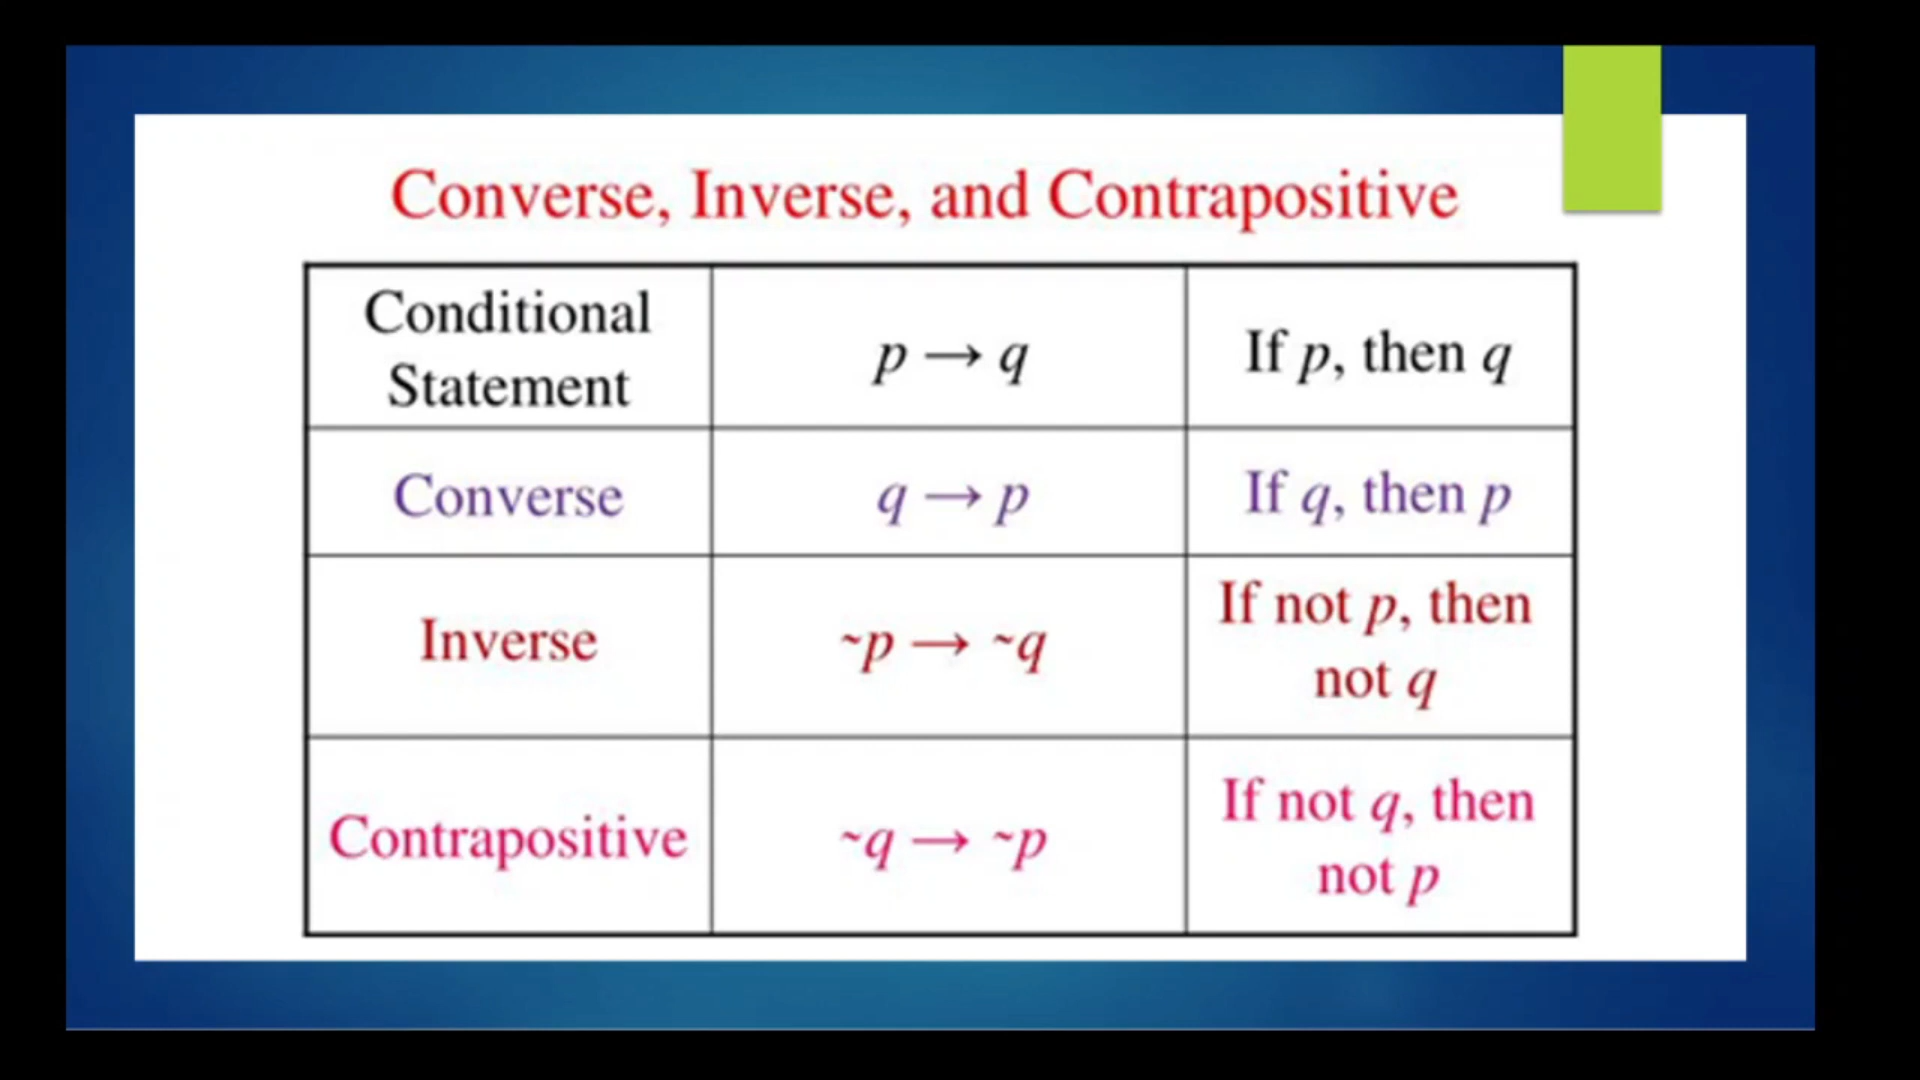 Converse, Inverse, and Contrapositive
Conditional
Statement
p → q
If p, then q
Converse
q → p
If q, then p
Inverse
~p → ~q
If not p, then
not q
Contrapositive
~q → ~p
If not q, then
not p